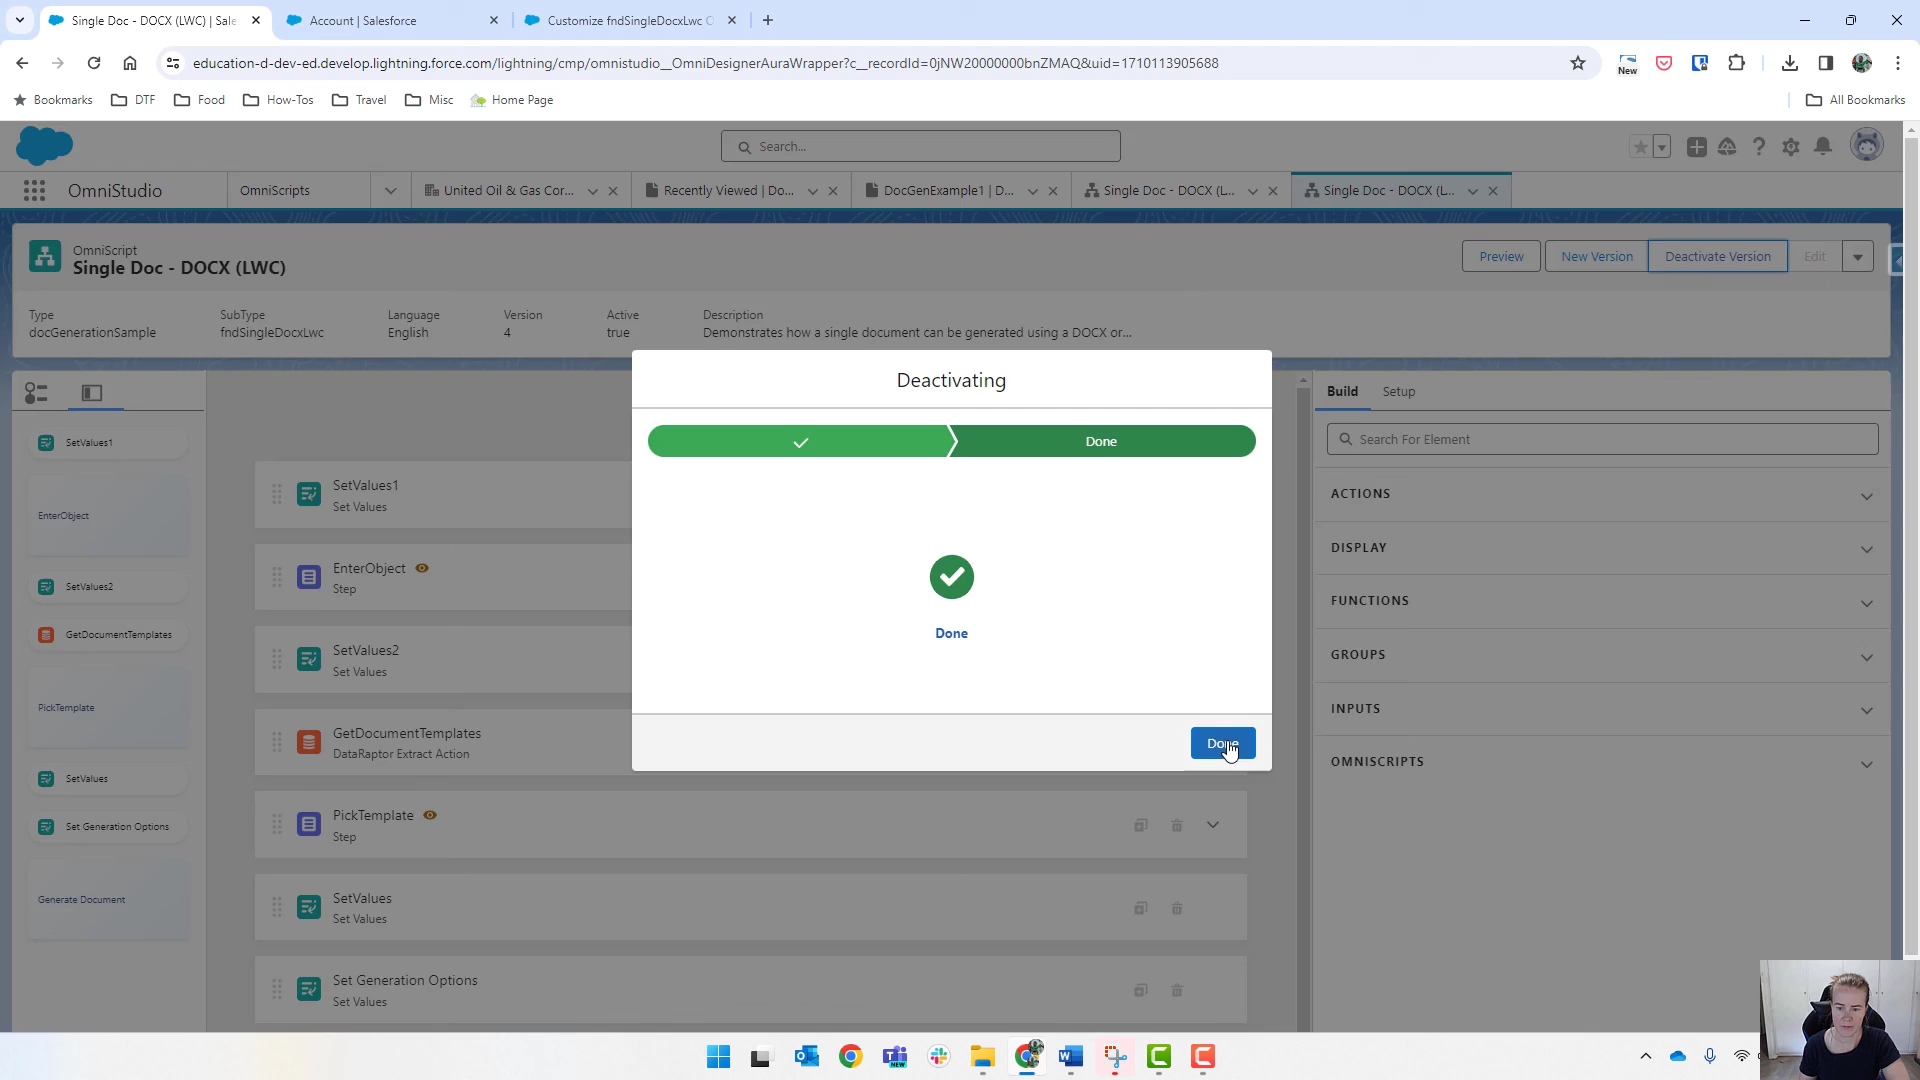 Single Doc - DOCX (LWC) | Sale
Account | Salesforce
Customize fndSingleDocxLwc O
education-d-dev-ed.develop.lightning.force.com/lightning/cmp/omnistudio__OmniDesignerAuraWrapper?c__recordId=0jNW20000000bnZMAQ&uid=1710113905688
New
Bookmarks
DTF
Food
How-Tos
Travel
Misc
Home Page
All Bookmarks
Search...
OmniStudio
OmniScripts
United Oil & Gas Cor...
Recently Viewed | Do...
DocGenExample1 | D...
Single Doc - DOCX (L...
Single Doc - DOCX (L...
OmniScript
Single Doc - DOCX (LWC)
Preview
New Version
Deactivate Version
Edit
Type
docGenerationSample
SubType
fndSingleDocxLwc
Language
English
Version
4
Active
true
Description
Demonstrates how a single document can be generated using a DOCX or...
SetValues1
EnterObject
SetValues2
GetDocumentTemplates
PickTemplate
SetValues
Set Generation Options
Generate Document
SetValues1
Set Values
EnterObject
Step
SetValues2
Set Values
GetDocumentTemplates
DataRaptor Extract Action
PickTemplate
Step
SetValues
Set Values
Set Generation Options
Set Values
Deactivating
Done
Done
Done
Build
Setup
Search For Element
ACTIONS
DISPLAY
FUNCTIONS
GROUPS
INPUTS
OMNISCRIPTS
NEW